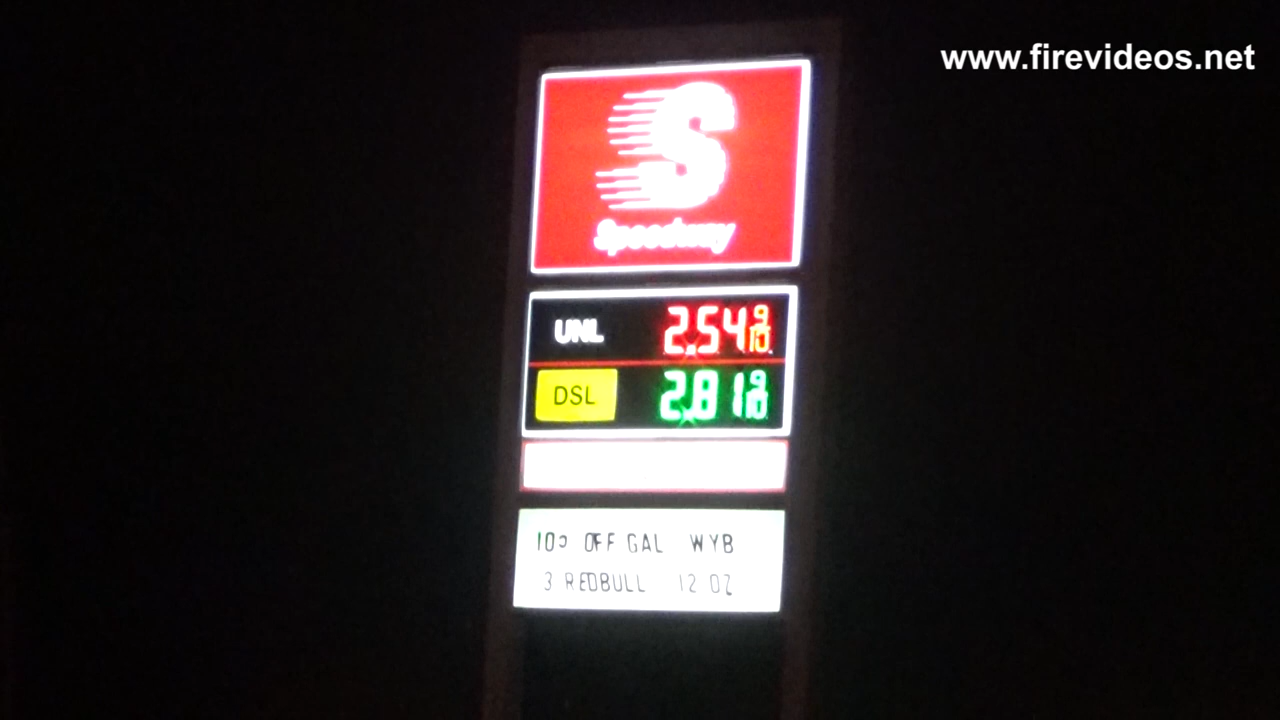 www.firevideos.net
S
Speedway
UNL 2.54 9/10
DSL 2.81 9/10
10¢ OFF GAL WYB
3 REDBULL 12 OZ